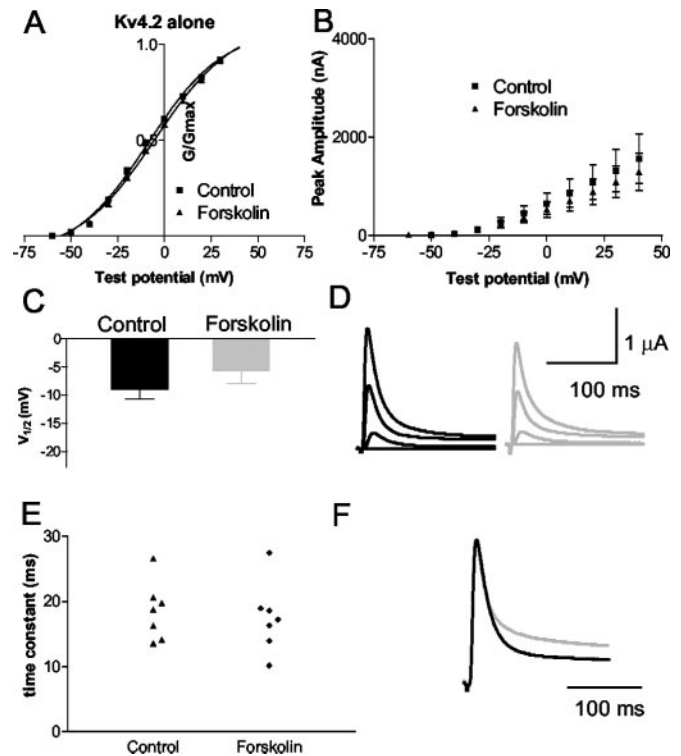 A
Kv4.2 alone
1.0
0.5
G/Gmax
Control
Forskolin
-75 -50 -25 0 25 50 75
Test potential (mV)
B
4000
2000
0
Peak Amplitude (nA)
Control
Forskolin
-75 -50 -25 0 25 50
Test potential (mV)
C
Control Forskolin
0
-5
-10
-15
-20
V1/2 (mV)
D
1 µA
100 ms
E
30
20
10
0
time constant (ms)
Control Forskolin
F
100 ms